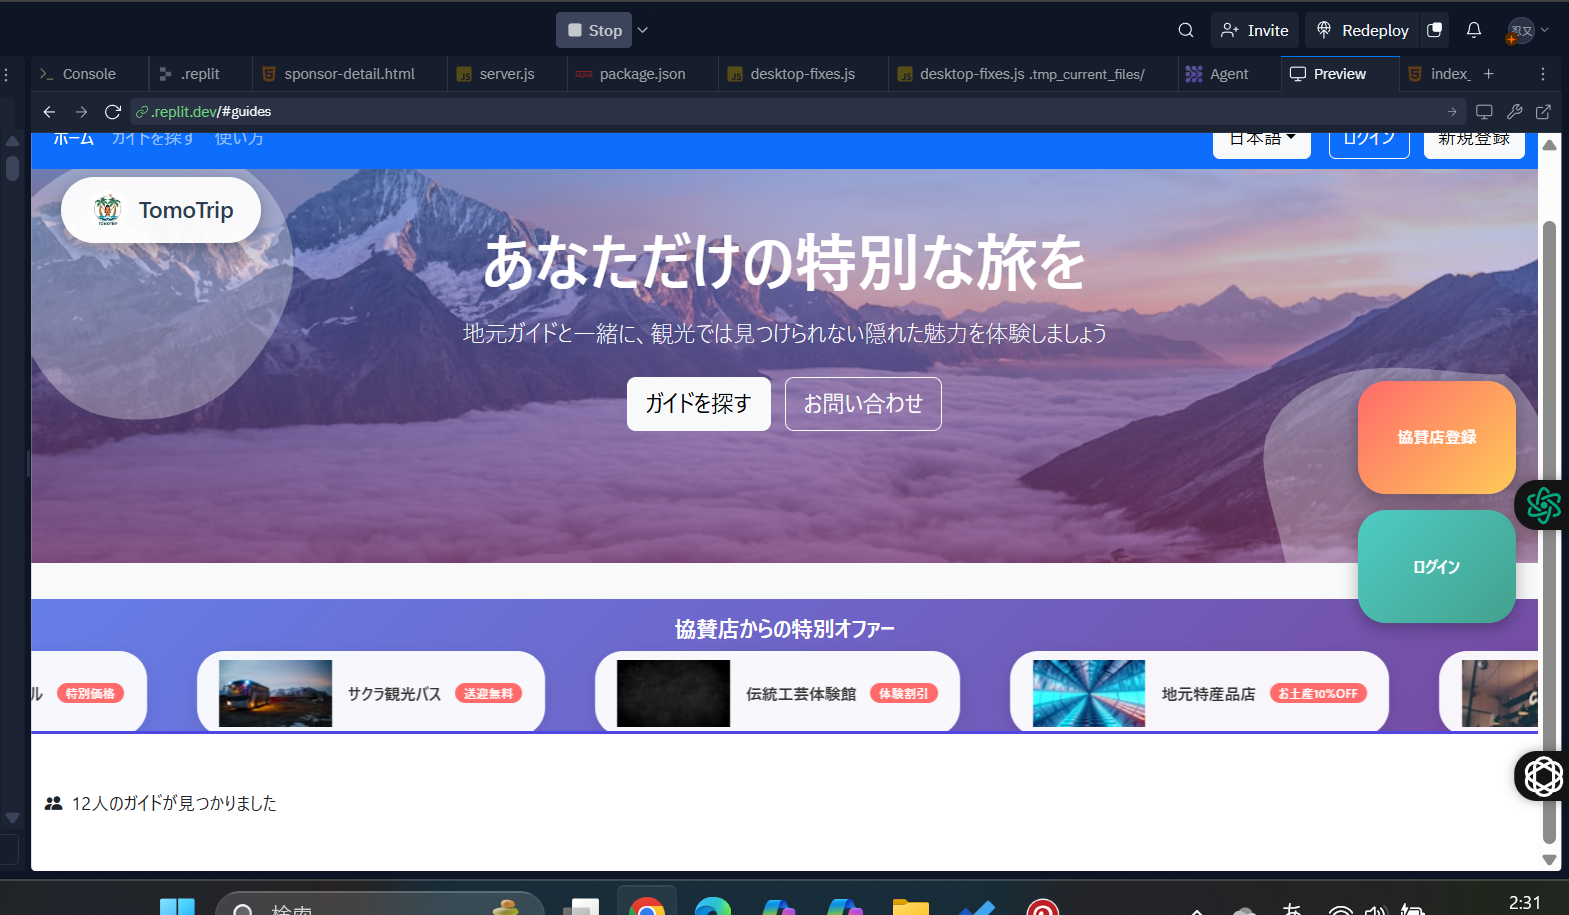 Stop
Invite
Redeploy
Console
.replit
sponsor-detail.html
server.js
package.json
desktop-fixes.js
desktop-fixes.js .tmp_current_files/
Agent
Preview
index_
.replit.dev/#guides
ホーム ガイドを探す 使い方
日本語
ログイン
新規登録
TomoTrip
あなただけの特別な旅を
地元ガイドと一緒に、観光では見つけられない隠れた魅力を体験しましょう
ガイドを探す
お問い合わせ
協賛店登録
ログイン
協賛店からの特別オファー
ル 特別価格
サクラ観光バス 送迎無料
伝統工芸体験館 体験割引
地元特産品店 お土産10%OFF
12人のガイドが見つかりました
検索
あ
2:31